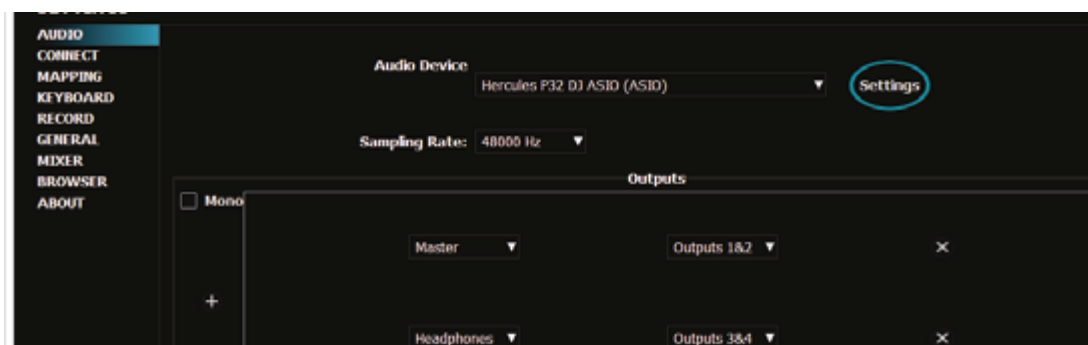 AUDIO
CONNECT
MAPPING
KEYBOARD
RECORD
GENERAL
MIXER
BROWSER
ABOUT
Audio Device
Hercules P32 DJ ASIO (ASIO)
Settings
Sampling Rate: 48000 Hz
Outputs
Mono
Master Outputs 1&2 ×
+
Headphones Outputs 3&4 ×